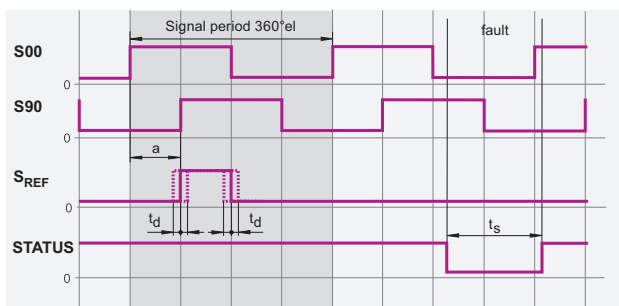 Signal period 360°el
fault
S00
0
S90
0
a
SREF
0
td
td
ts
STATUS
0